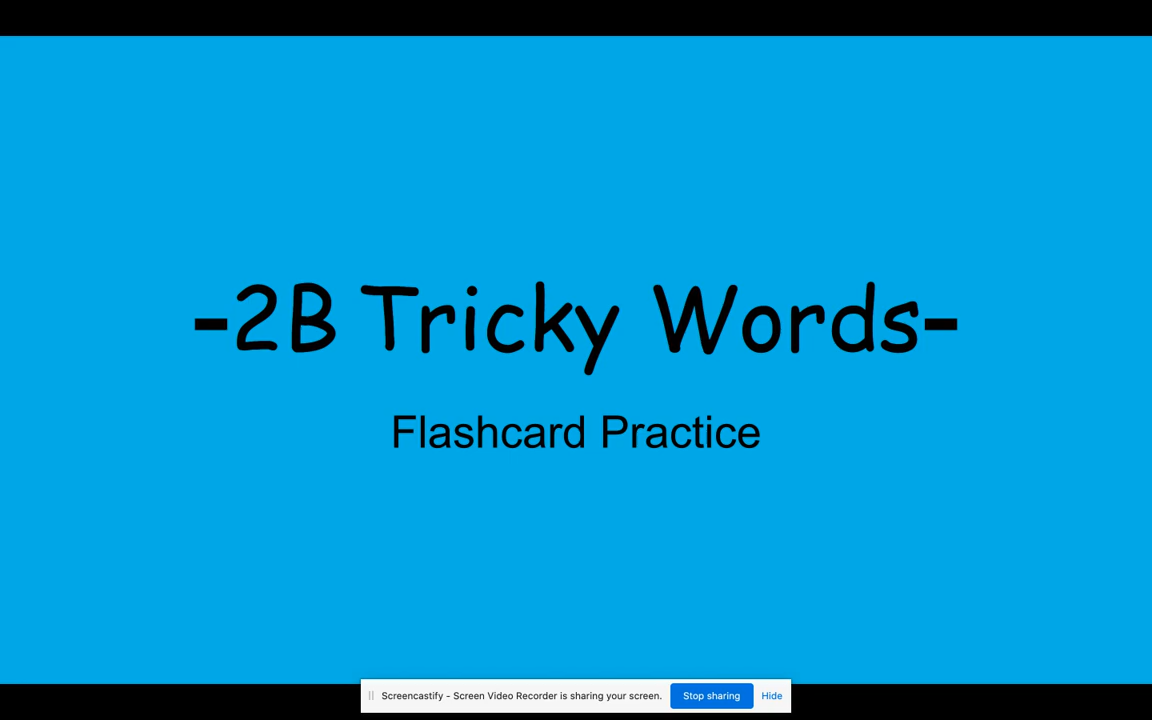 -2B Tricky Words-
Flashcard Practice
Screencastify - Screen Video Recorder is sharing your screen. Stop sharing Hide